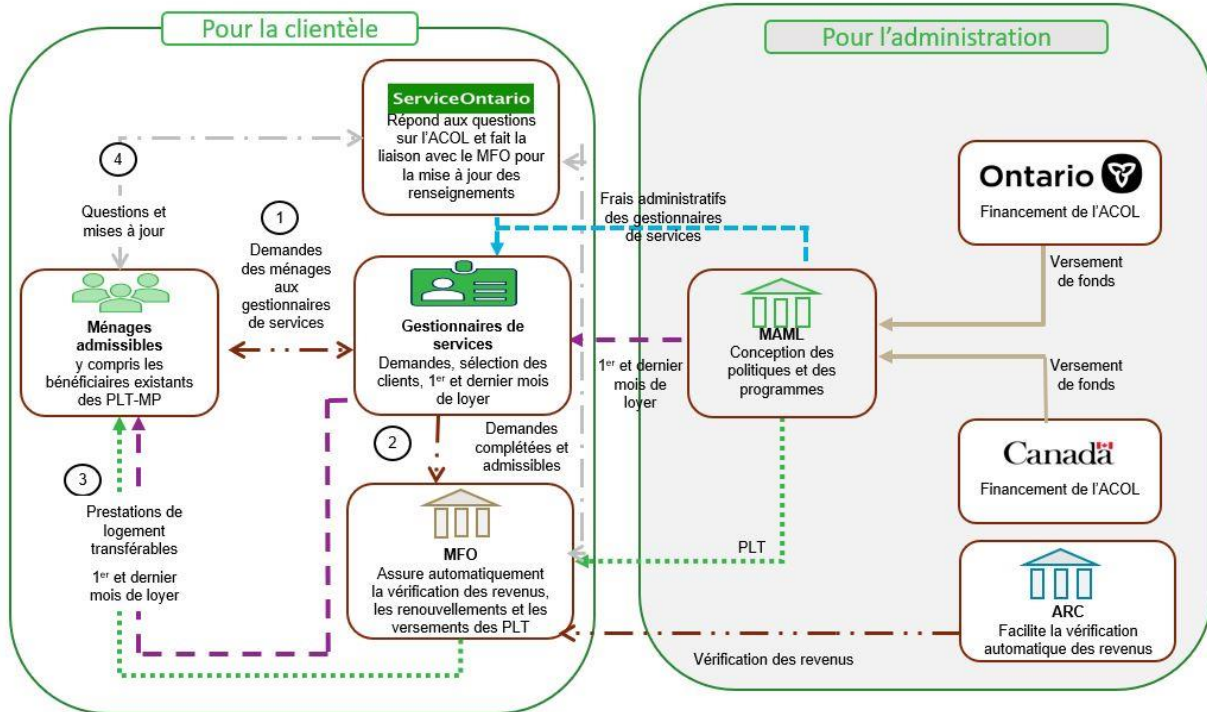 Pour la clientèle
Pour l'administration
ServiceOntario
Répond aux questions
sur l'ACOL et fait la
liaison avec le MFO pour
la mise à jour des
renseignements
4
Questions et
mises à jour
1
Demandes
des ménages
aux
gestionnaires
de services
Frais administratifs
des gestionnaires
de services
Ontario
Financement de l'ACOL
Versement
de fonds
Ménages
admissibles
y compris les
bénéficiaires existants
des PLT-MP
Gestionnaires de
services
Demandes, sélection des
clients, 1er et dernier mois
de loyer
1er et dernier
mois de
loyer
MAML
Conception des
politiques et des
programmes
Versement
de fonds
Canada
Financement de l'ACOL
2
Demandes
complétées et
admissibles
3
Prestations de
logement
transférables
1er et dernier
mois de loyer
MFO
Assure automatiquement
la vérification des revenus,
les renouvellements et les
versements des PLT
PLT
ARC
Facilite la vérification
automatique des revenus
Vérification des revenus